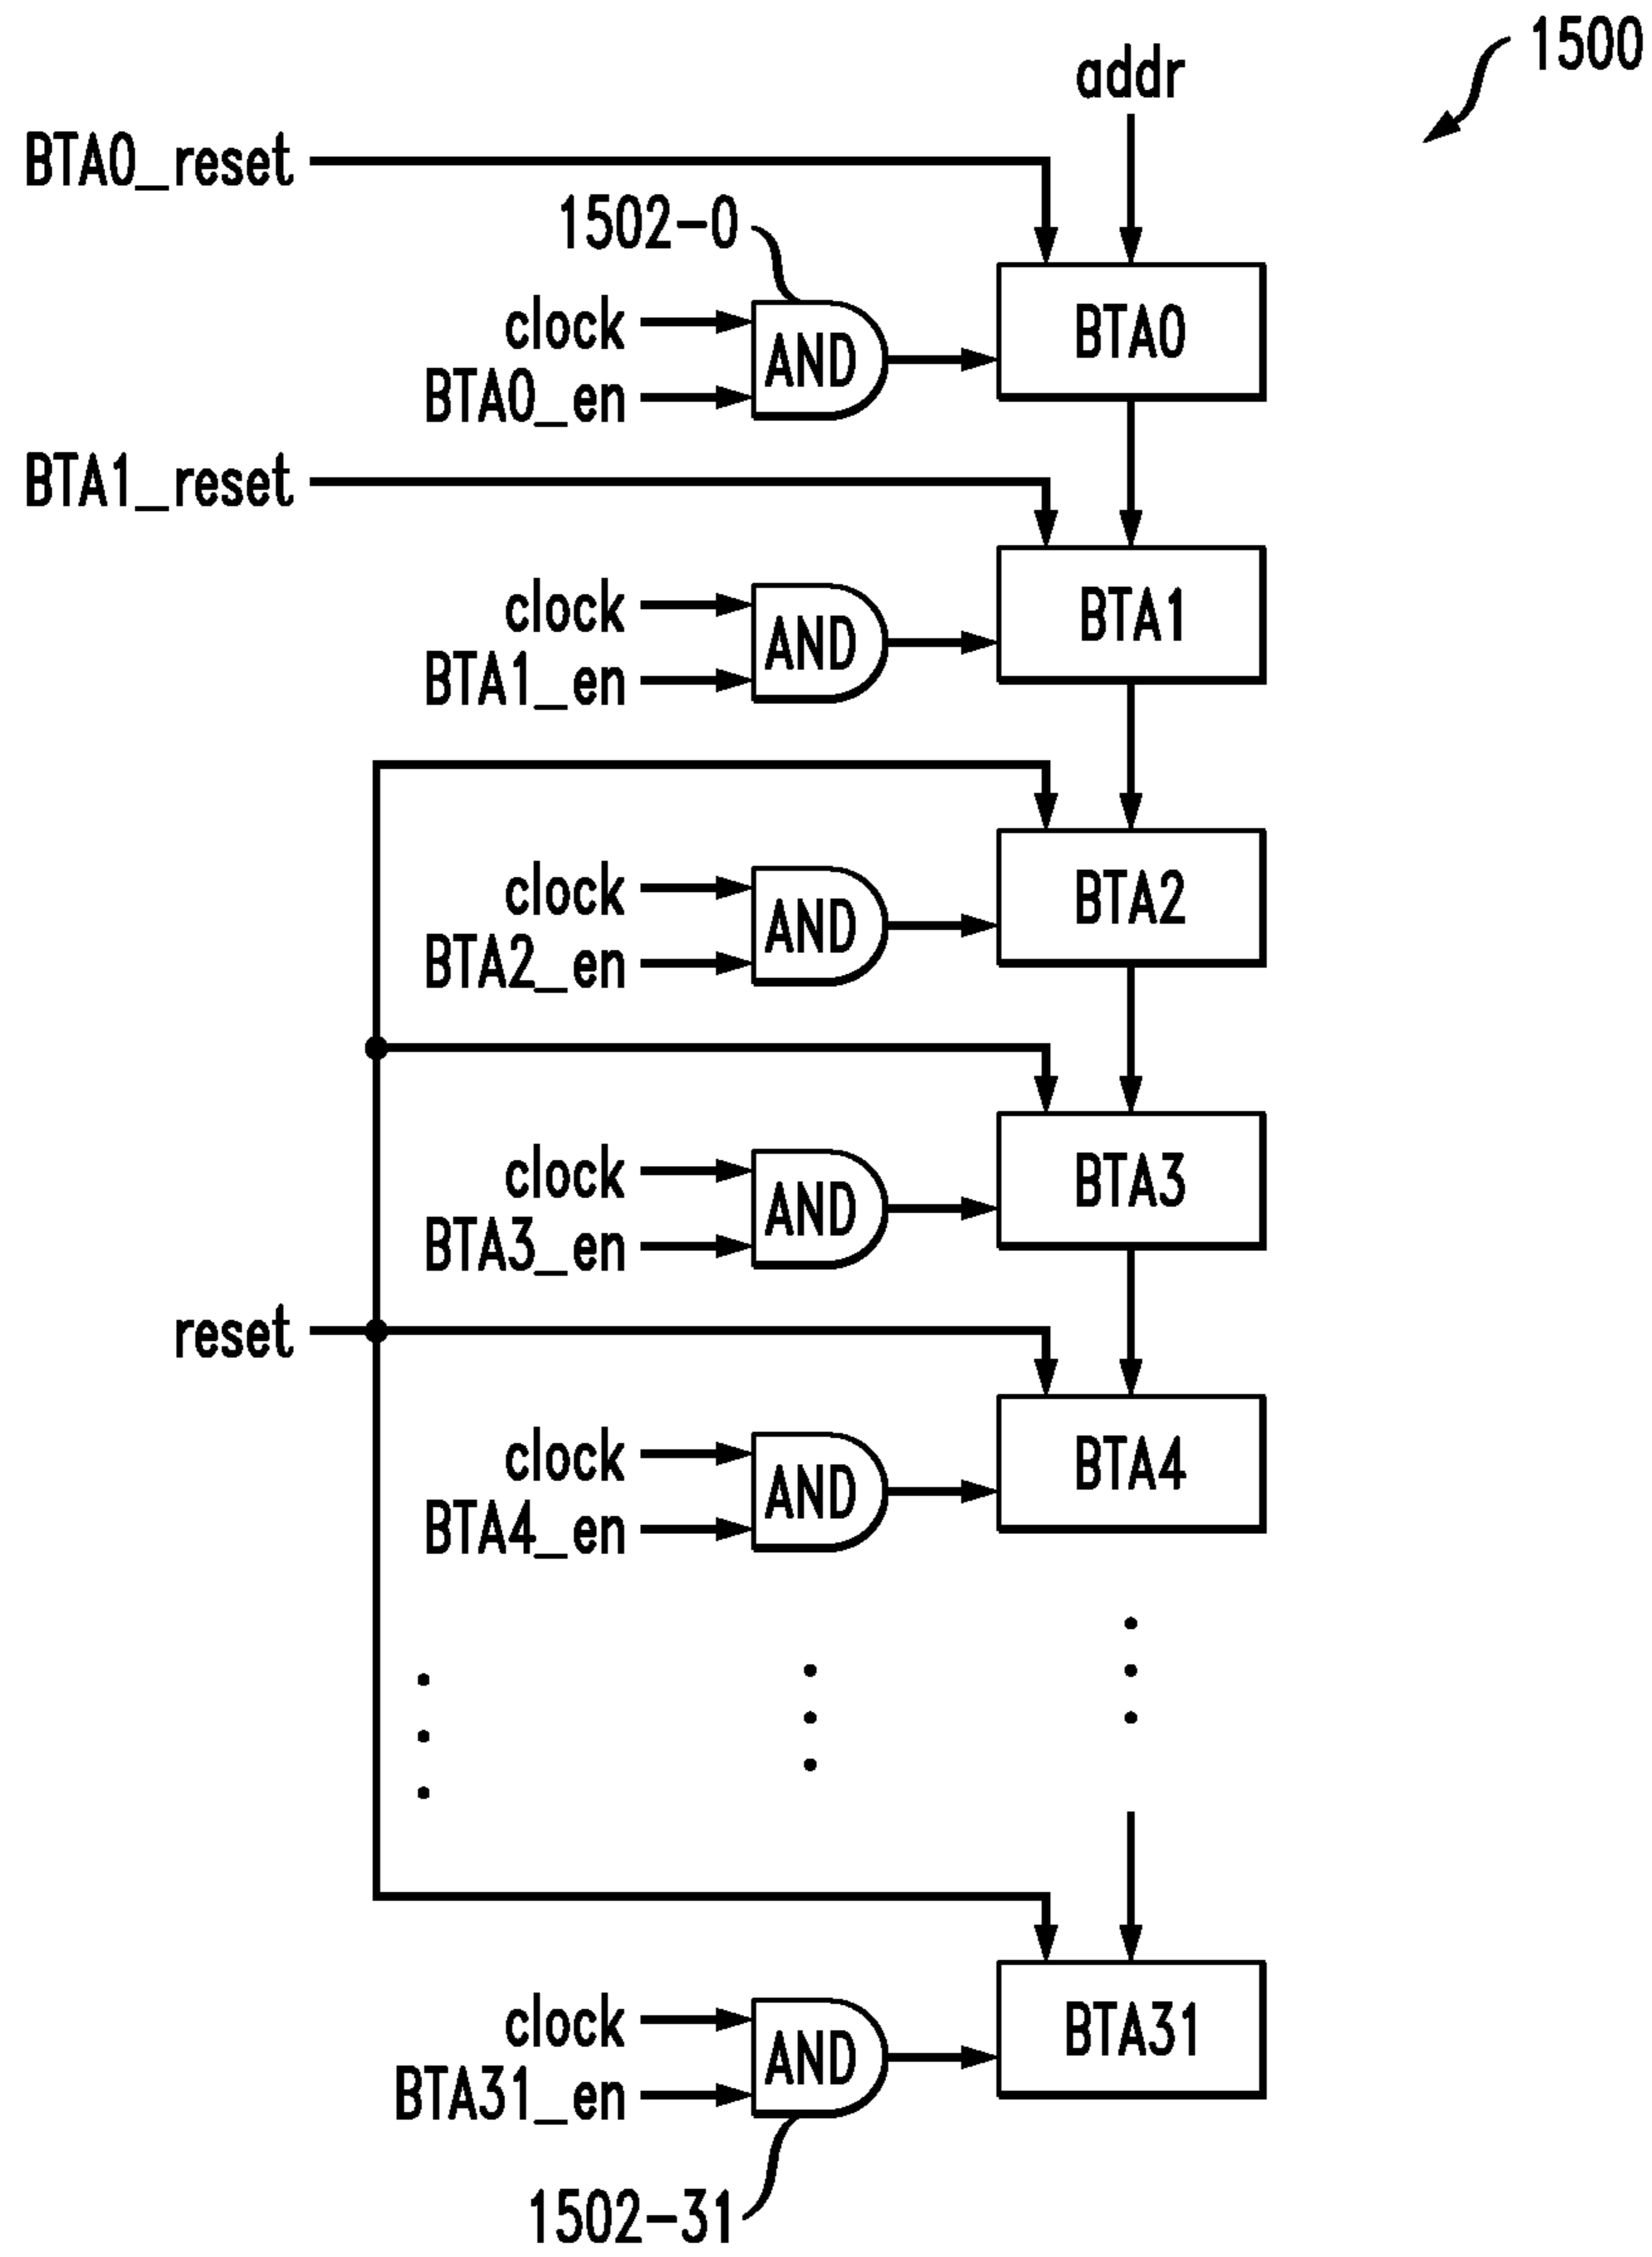 1500
addr
BTA0_reset
1502-0
clock
AND
BTA0
BTA0_en
BTA1_reset
clock
AND
BTA1
BTA1_en
clock
AND
BTA2
BTA2_en
clock
AND
BTA3
BTA3_en
reset
clock
AND
BTA4
BTA4_en
clock
AND
BTA31
BTA31_en
1502-31